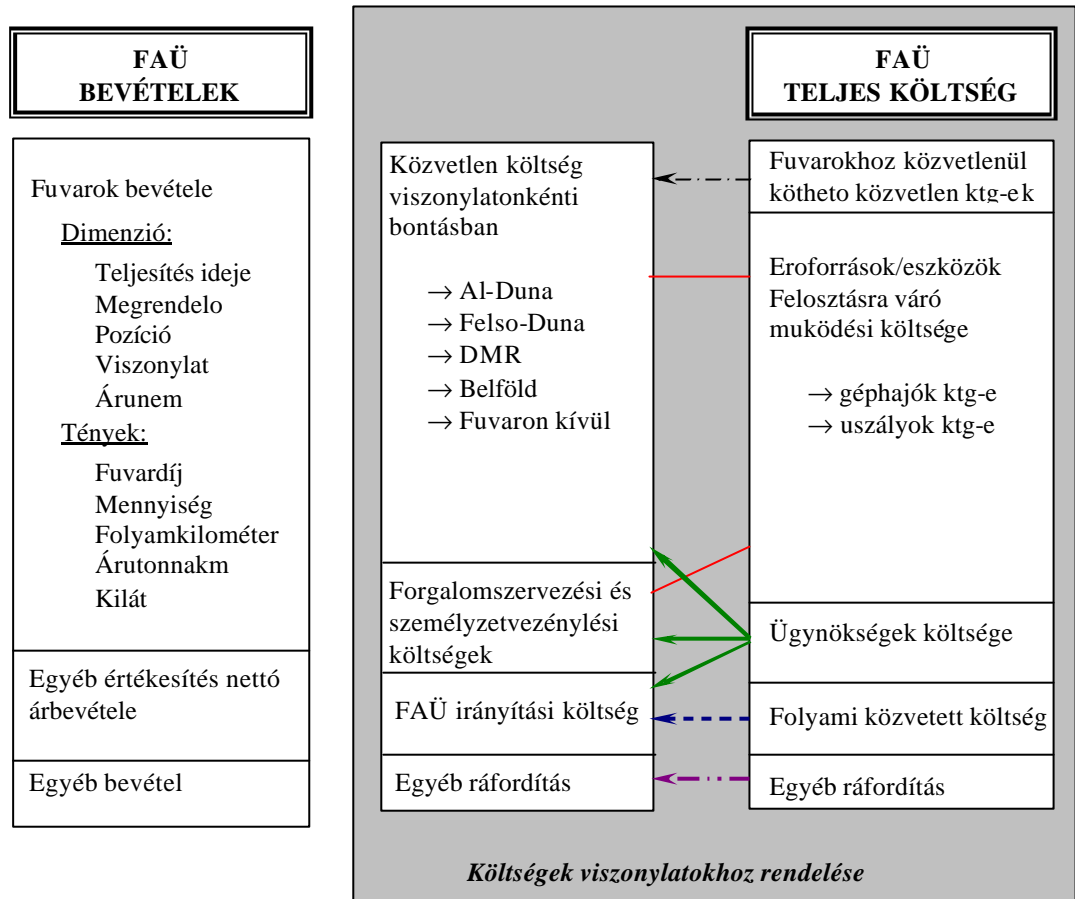 FAÜ
BEVÉTELEK
Fuvarok bevétele
Dimenzió:
Teljesítés ideje
Megrendelo
Pozíció
Viszonylat
Árunem
Tények:
Fuvardíj
Mennyiség
Folyamkilométer
Árutonnakm
Kilát
Egyéb értékesítés nettó
árbevétele
Egyéb bevétel
Közvetlen költség
viszonylatonkénti
bontásban
→ Al-Duna
→ Felso-Duna
→ DMR
→ Belföld
→ Fuvaron kívül
Forgalomszervezési és
személyzetvezénylési
költségek
FAÜ irányítási költség
Egyéb ráfordítás
FAÜ
TELJES KÖLTSÉG
Fuvarokhoz közvetlenül
kötheto közvetlen ktg-ek
Eroforrások/eszközök
Felosztásra váró
muködési költsége
→ géphajók ktg-e
→ uszályok ktg-e
Ügynökségek költsége
Folyami közvetett költség
Egyéb ráfordítás
Költségek viszonylatokhoz rendelése